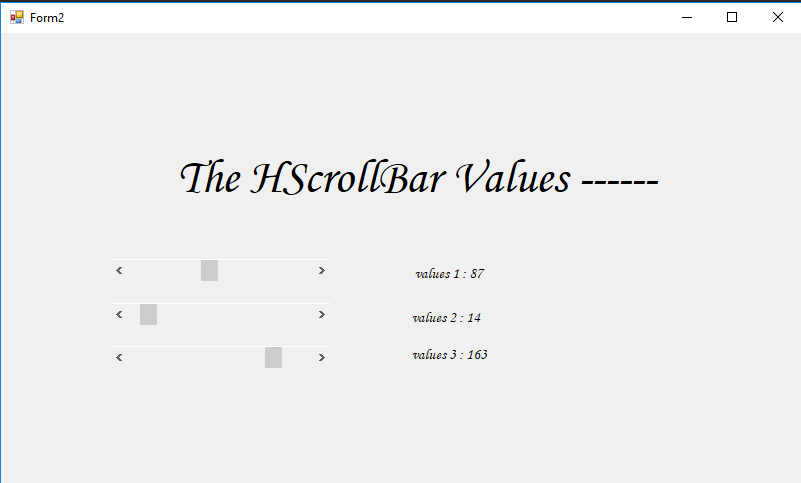 Form2
The HScrollBar Values ------
values 1 : 87
values 2 : 14
values 3 : 163